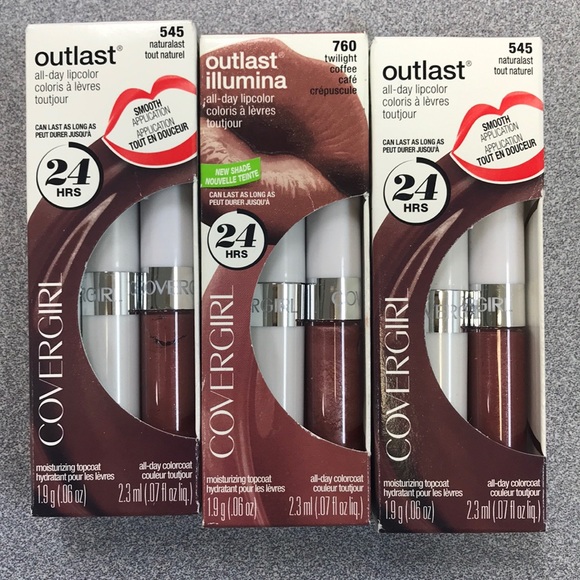 545
naturalast
tout naturel
outlast®
all-day lipcolor
coloris à lèvres
toutjour
SMOOTH
APPLICATION
APPLICATION
TOUT EN DOUCEUR
CAN LAST AS LONG AS
PEUT DURER JUSQU'À
24
HRS
COVERGIRL
COVERGIRL
moisturizing topcoat
hydratant pour les lèvres
1.9 g (.06 oz)
all-day colorcoat
couleur toutjour
2.3 ml (.07 fl oz liq.)
760
twilight
coffee
café
crépuscule
outlast®
illumina
all-day lipcolor
coloris à lèvres
toutjour
NEW SHADE
NOUVELLE TEINTE
CAN LAST AS LONG AS
PEUT DURER JUSQU'À
24
HRS
COVERGIRL
moisturizing topcoat
hydratant pour les lèvres
1.9 g (.06 oz)
all-day colorcoat
couleur toutjour
2.3 ml (.07 fl oz liq.)
545
naturalast
tout naturel
outlast®
all-day lipcolor
coloris à lèvres
toutjour
SMOOTH
APPLICATION
APPLICATION
TOUT EN DOUCEUR
CAN LAST AS LONG AS
PEUT DURER JUSQU'À
24
HRS
COVERGIRL
moisturizing topcoat
hydratant pour les lèvres
1.9 g (.06 oz)
all-day colorcoat
couleur toutjour
2.3 ml (.07 fl oz liq.)